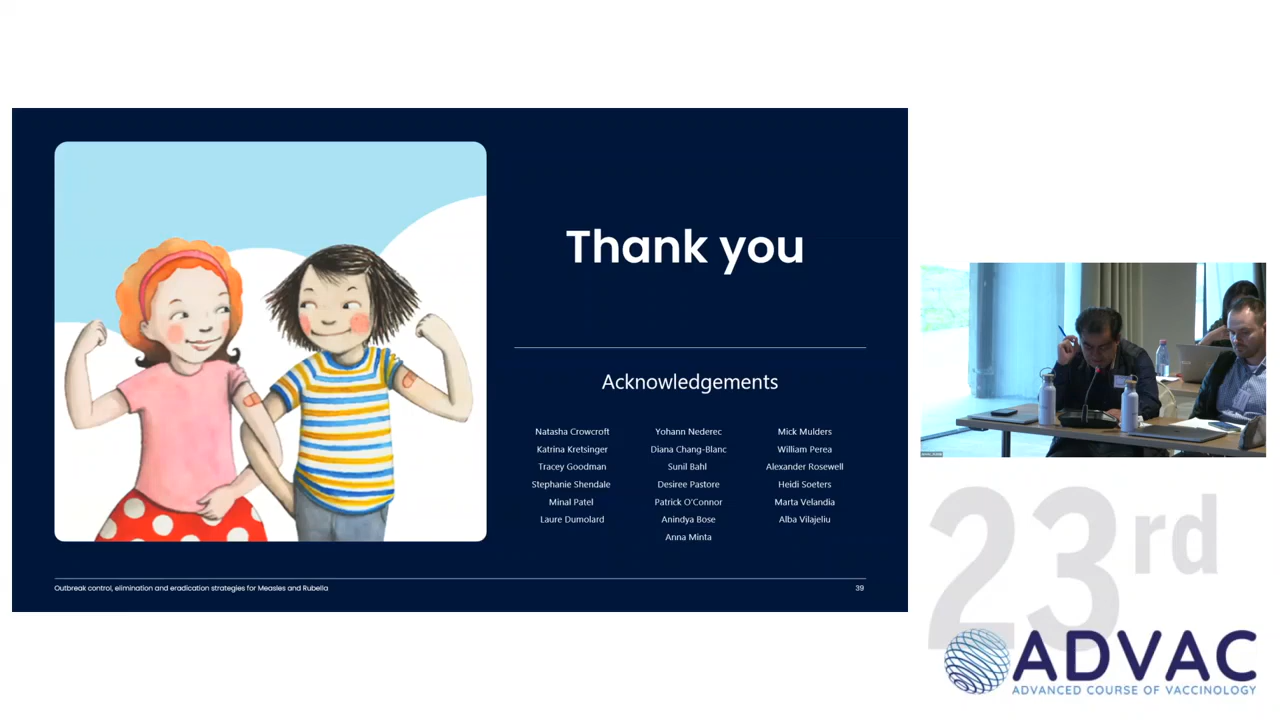 Thank you
Acknowledgements
Natasha Crowcroft
Katrina Kretsinger
Tracey Goodman
Stephanie Shendale
Minal Patel
Laure Dumolard
Yohann Nederec
Diana Chang-Blanc
Sunil Bahl
Desiree Pastore
Patrick O'Connor
Anindya Bose
Anna Minta
Mick Mulders
William Perea
Alexander Rosewell
Heidi Soeters
Marta Velandia
Alba Vilajeliu
Outbreak control, elimination and eradication strategies for Measles and Rubella
39
23rd
ADVAC
ADVANCED COURSE OF VACCINOLOGY